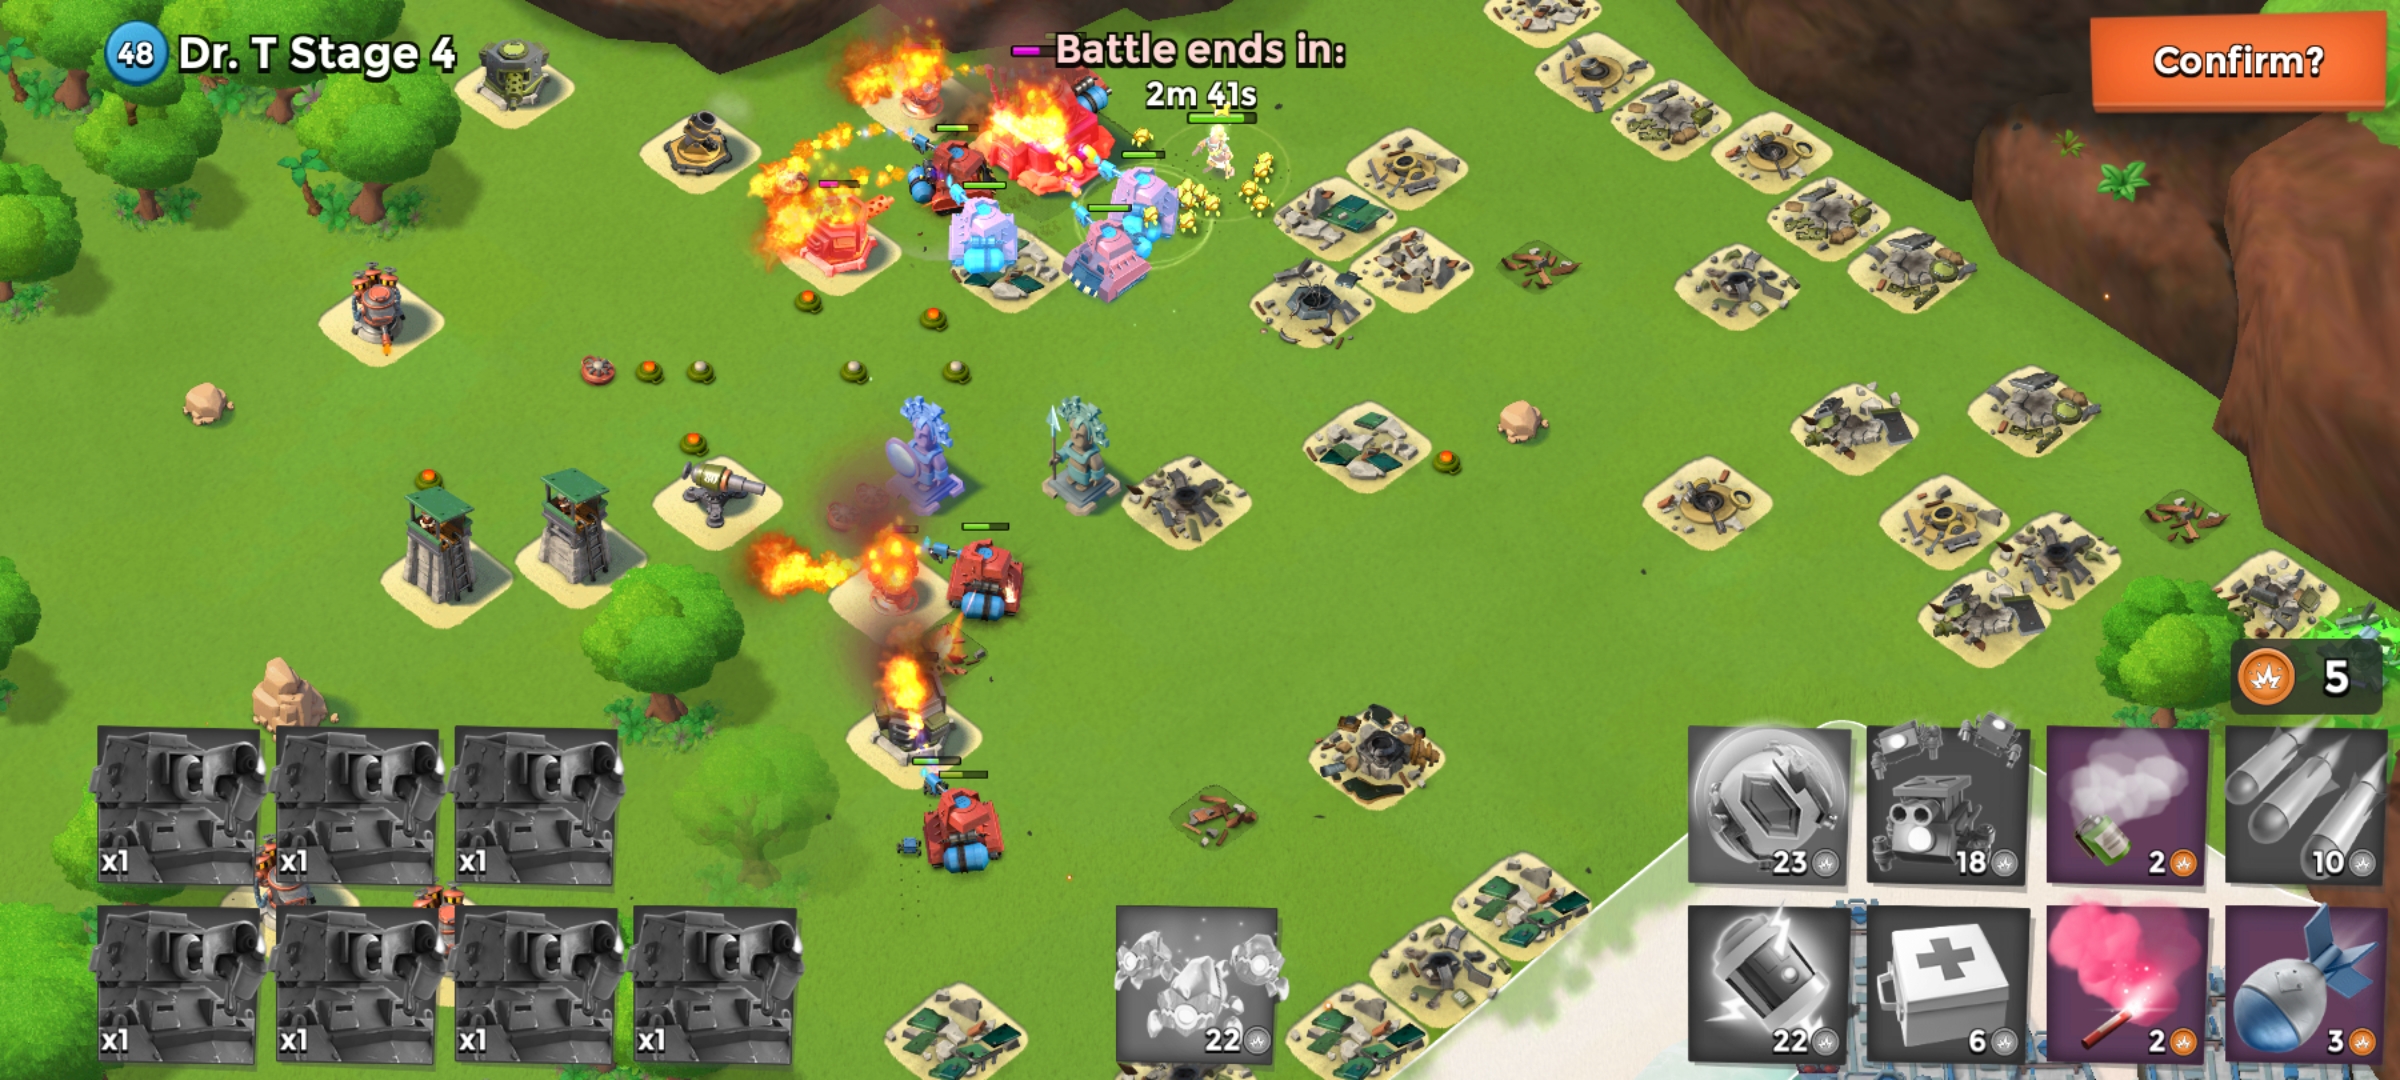 48 Dr. T Stage 4
Battle ends in:
2m 41s
Confirm?
5
x1 x1 x1
23 18 2 10
x1 x1 x1 x1
22
22 6 2 3